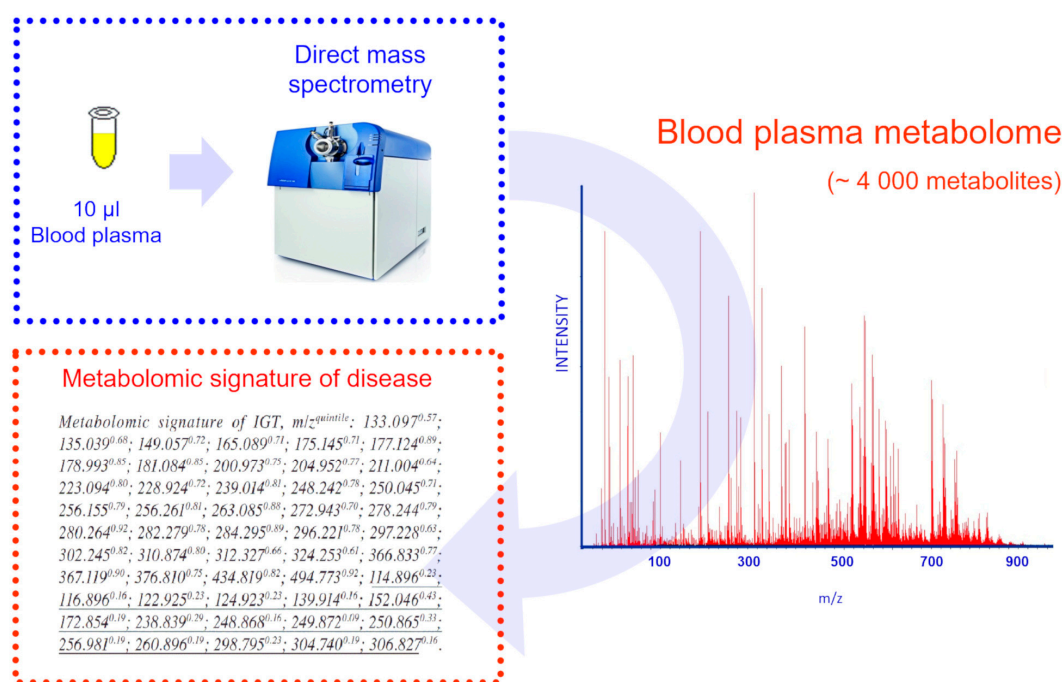 Direct mass
spectrometry
10 µl
Blood plasma
Blood plasma metabolome
(~ 4 000 metabolites)
INTENSITY
100 300 500 700 900
m/z
Metabolomic signature of disease
Metabolomic signature of IGT, m/z^quintile: 133.097^0.57;
135.039^0.68; 149.057^0.72; 165.089^0.71; 175.145^0.71; 177.124^0.89;
178.993^0.85; 181.084^0.85; 200.973^0.75; 204.952^0.77; 211.004^0.64;
223.094^0.80; 228.924^0.72; 239.014^0.81; 248.242^0.78; 250.045^0.71;
256.155^0.79; 256.261^0.81; 263.085^0.88; 272.943^0.70; 278.244^0.79;
280.264^0.92; 282.279^0.78; 284.295^0.89; 296.221^0.78; 297.228^0.63;
302.245^0.82; 310.874^0.80; 312.327^0.66; 324.253^0.61; 366.833^0.77;
367.119^0.90; 376.810^0.75; 434.819^0.82; 494.773^0.92; 114.896^0.23;
116.896^0.16; 122.925^0.23; 124.923^0.23; 139.914^0.16; 152.046^0.43;
172.854^0.19; 238.839^0.29; 248.868^0.16; 249.872^0.09; 250.865^0.33;
256.981^0.19; 260.896^0.19; 298.795^0.23; 304.740^0.19; 306.827^0.16.